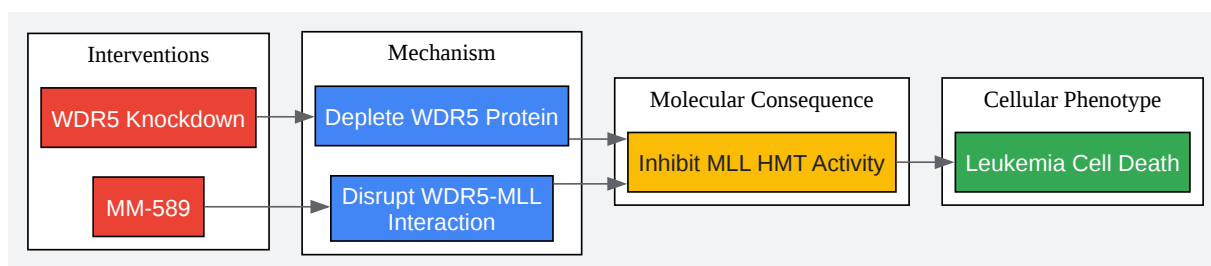 Interventions
WDR5 Knockdown
MM-589
Mechanism
Deplete WDR5 Protein
Disrupt WDR5-MLL
Interaction
Molecular Consequence
Inhibit MLL HMT Activity
Cellular Phenotype
Leukemia Cell Death